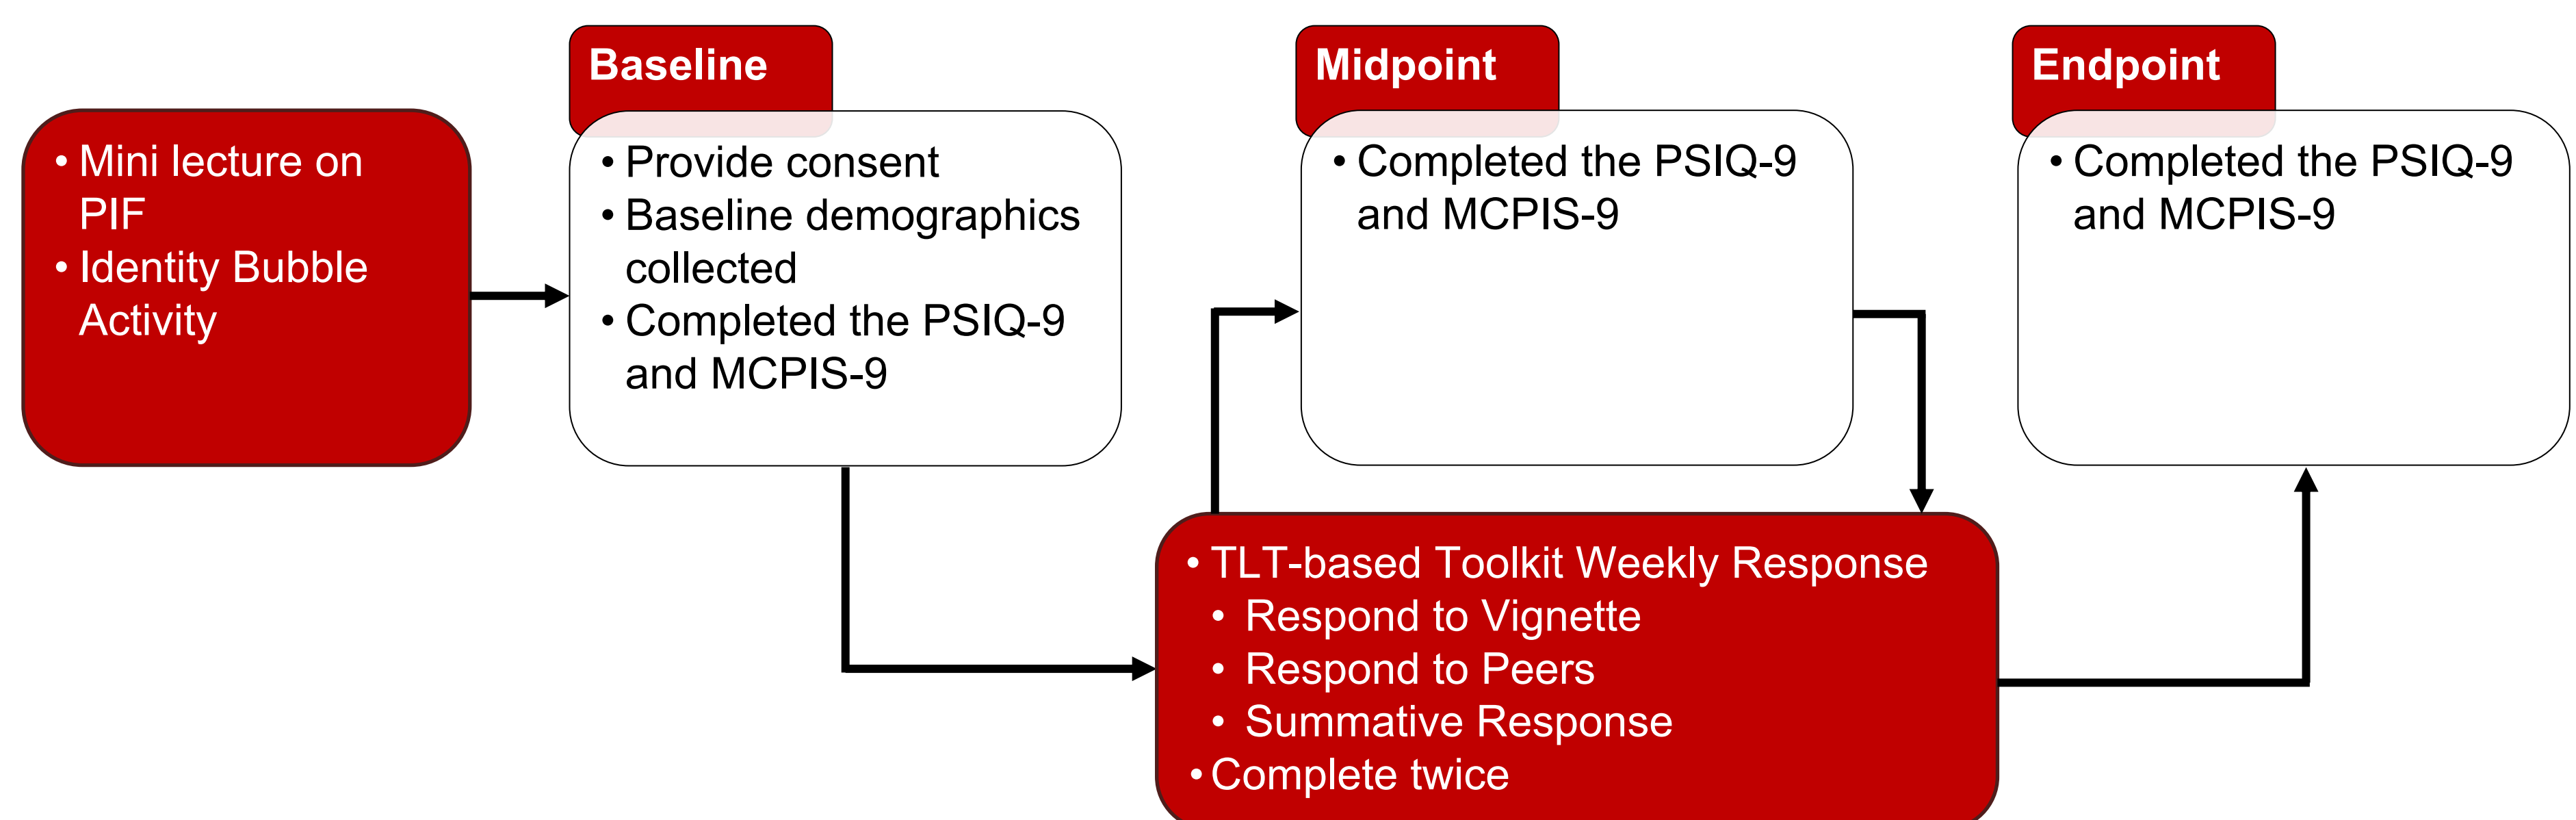 • Mini lecture on
PIF
• Identity Bubble
Activity
Baseline
• Provide consent
• Baseline demographics
collected
• Completed the PSIQ-9
and MCPIS-9
Midpoint
• Completed the PSIQ-9
and MCPIS-9
Endpoint
• Completed the PSIQ-9
and MCPIS-9
• TLT-based Toolkit Weekly Response
• Respond to Vignette
• Respond to Peers
• Summative Response
• Complete twice